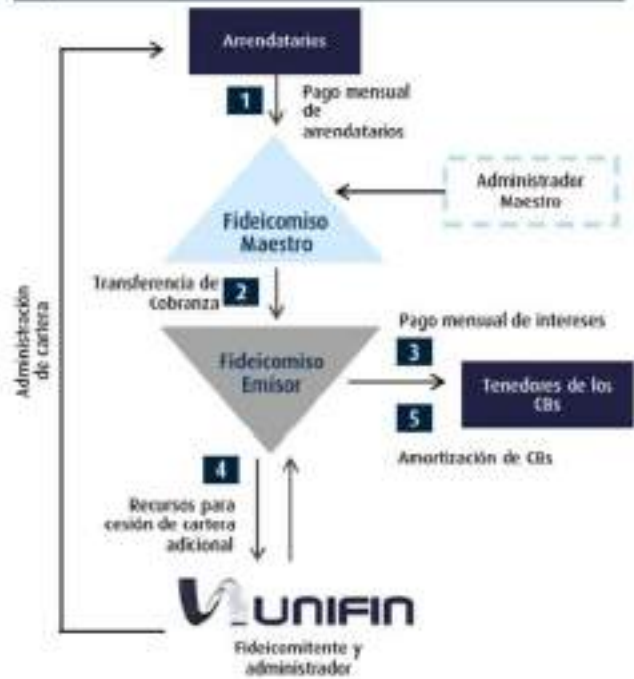 Arrendatarios
1
Pago mensual
de
arrendatarios
Administrador
Maestro
Fideicomiso
Maestro
Transferencia de
Cobranza
2
Pago mensual de intereses
3
Fideicomiso
Emisor
Tenedores de los
CBs
5
Amortización de CBs
4
Recursos para
cesión de cartera
adicional
Administración
de cartera
UNIFIN
Fideicomitente y
administrador